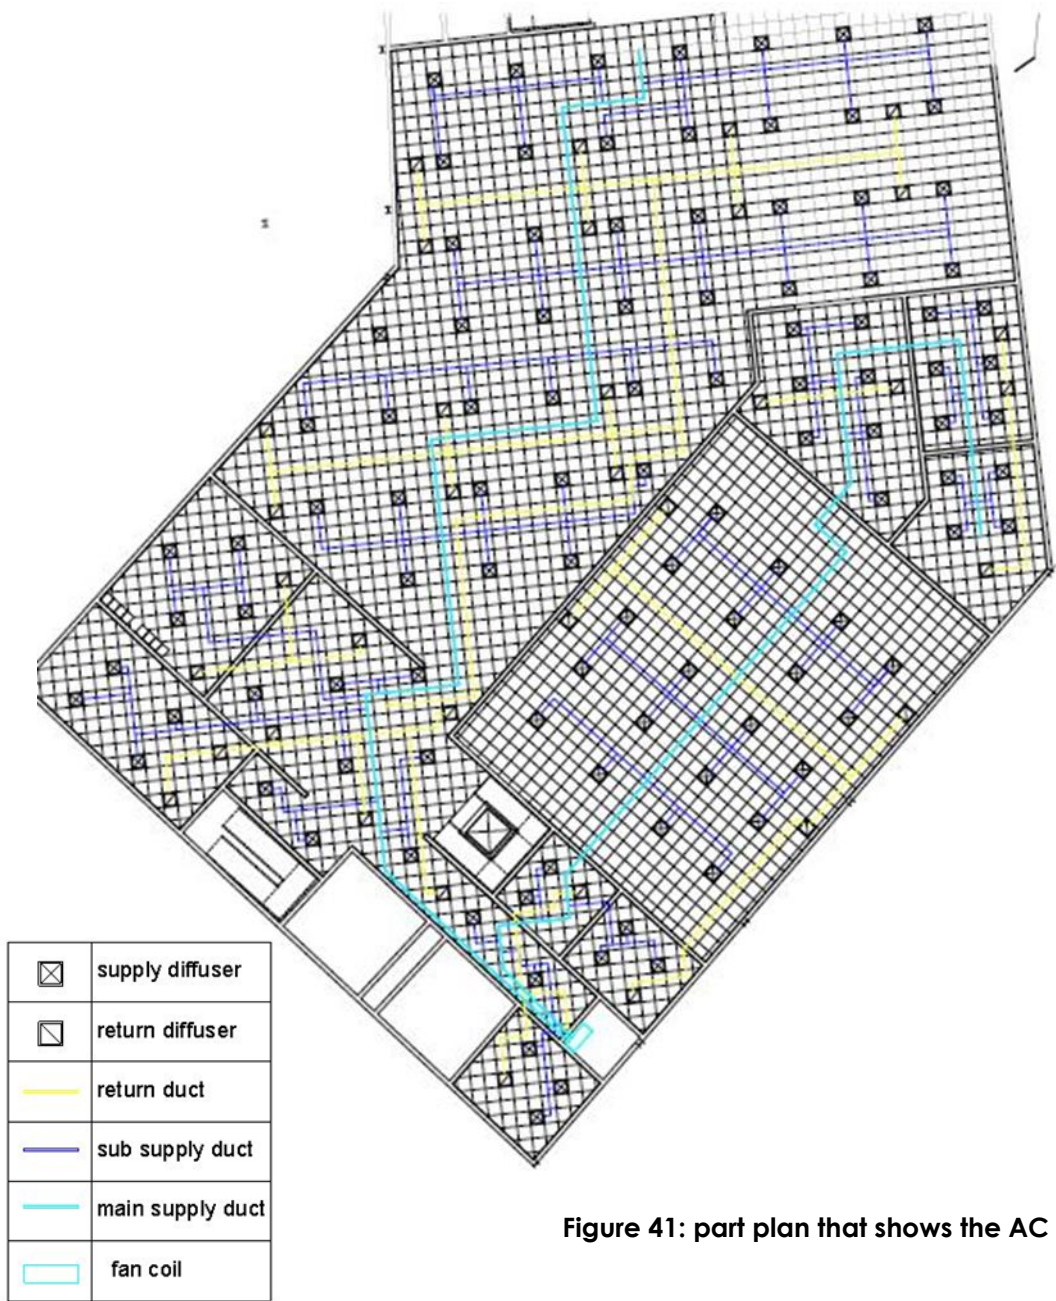 supply diffuser
return diffuser
return duct
sub supply duct
main supply duct
fan coil
Figure 41: part plan that shows the AC